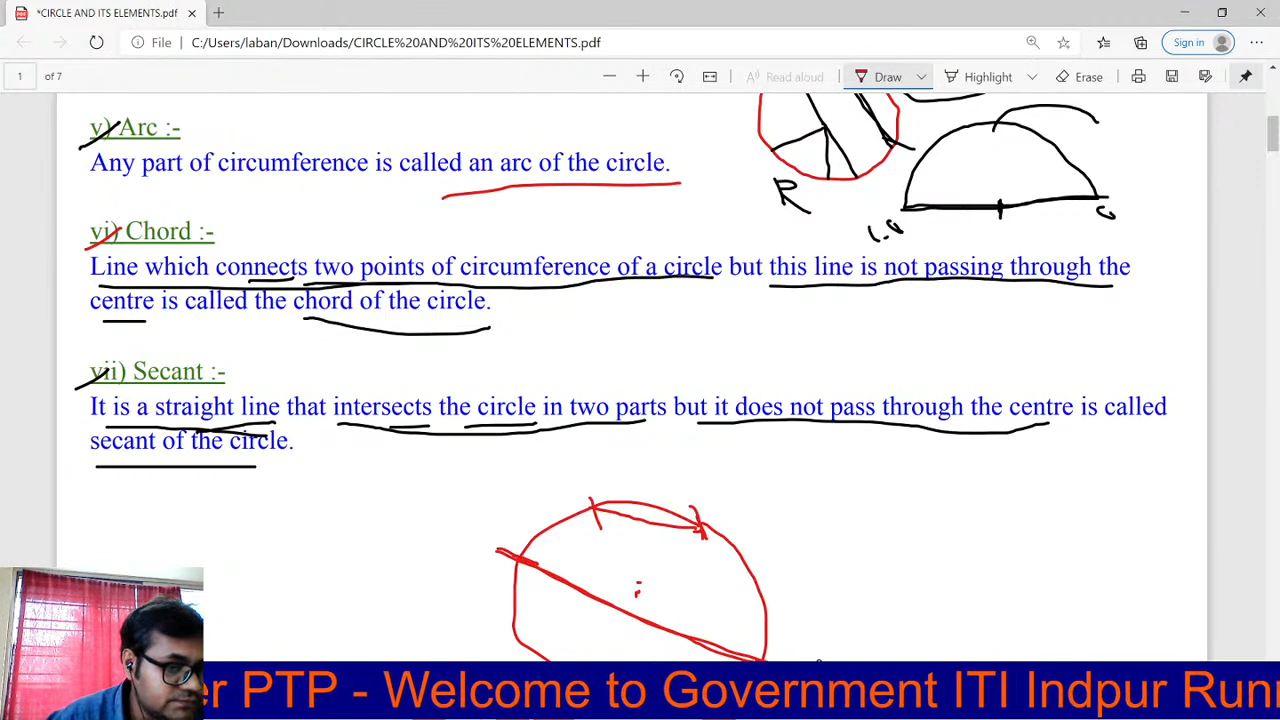 *CIRCLE AND ITS ELEMENTS.pdf
File
C:/Users/laban/Downloads/CIRCLE%20AND%20ITS%20ELEMENTS.pdf
Sign in
1 of 7
Read aloud
Draw
Highlight
Erase
v) Arc :-
Any part of circumference is called an arc of the circle.
R
vi) Chord :-
Line which connects two points of circumference of a circle but this line is not passing through the
centre is called the chord of the circle.
vii) Secant :-
It is a straight line that intersects the circle in two parts but it does not pass through the centre is called
secant of the circle.
er PTP - Welcome to Government ITI Indpur Runn